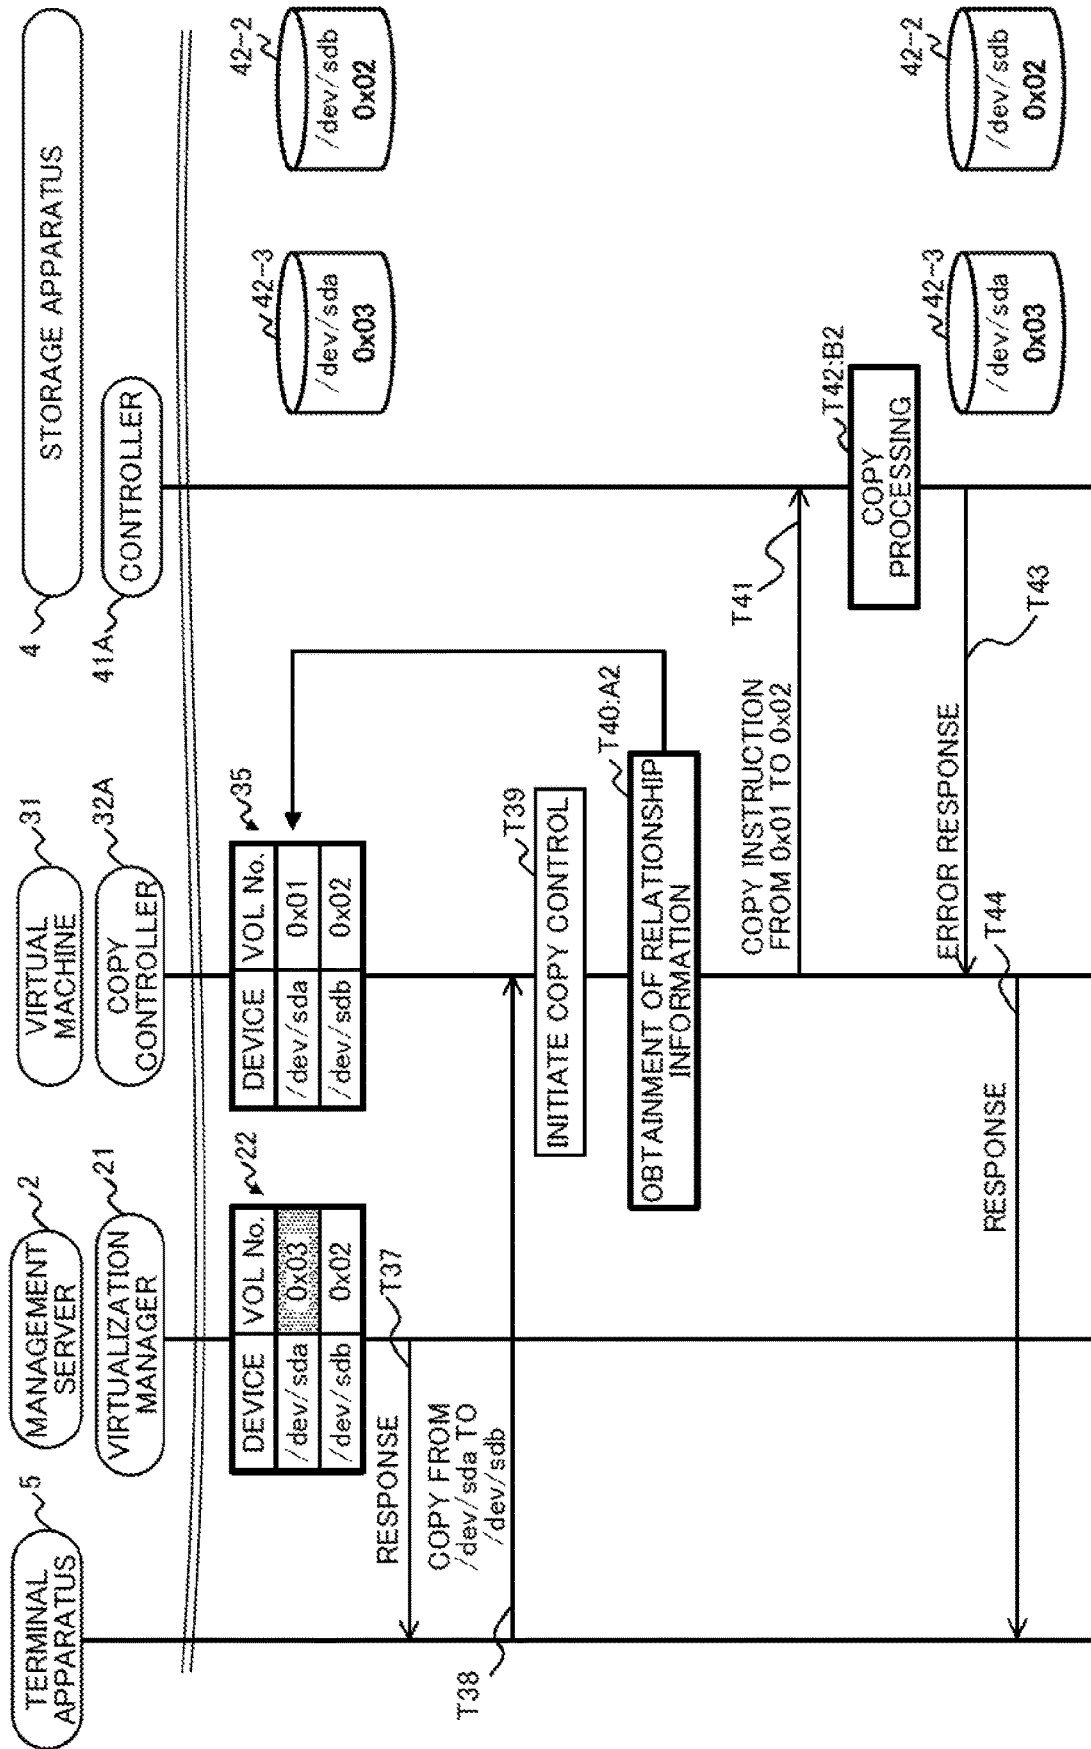 TERMINAL
APPARATUS
5
MANAGEMENT
SERVER
2
VIRTUALIZATION
MANAGER
21
VIRTUAL
MACHINE
31
COPY
CONTROLLER
32A
4
STORAGE APPARATUS
41A
CONTROLLER
22
DEVICE VOL No.
/dev/sda 0x03
/dev/sdb 0x02
35
DEVICE VOL No.
/dev/sda 0x01
/dev/sdb 0x02
42-3
/dev/sda
0x03
42-2
/dev/sdb
0x02
RESPONSE
T37
COPY FROM
/dev/sda TO
/dev/sdb
T38
INITIATE COPY CONTROL
T39
OBTAINMENT OF RELATIONSHIP
INFORMATION
T40:A2
COPY INSTRUCTION
FROM 0x01 TO 0x02
T41
COPY
PROCESSING
T42:B2
ERROR RESPONSE
T43
42-3
/dev/sda
0x03
42-2
/dev/sdb
0x02
RESPONSE
T44